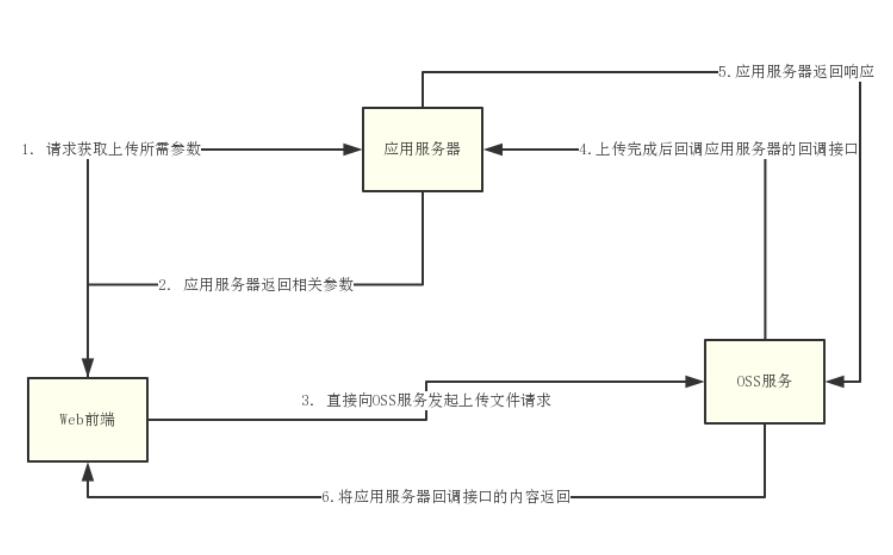 5.应用服务器返回响应
1. 请求获取上传所需参数
应用服务器
4.上传完成后回调应用服务器的回调接口
2. 应用服务器返回相关参数
OSS服务
3. 直接向OSS服务发起上传文件请求
Web前端
6.将应用服务器回调接口的内容返回